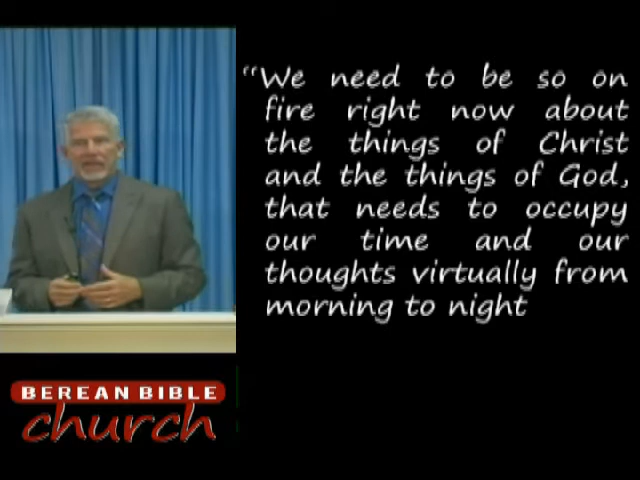 “We need to be so on
fire right now about
the things of Christ
and the things of God,
that needs to occupy
our time and our
thoughts virtually from
morning to night
BEREAN BIBLE
church